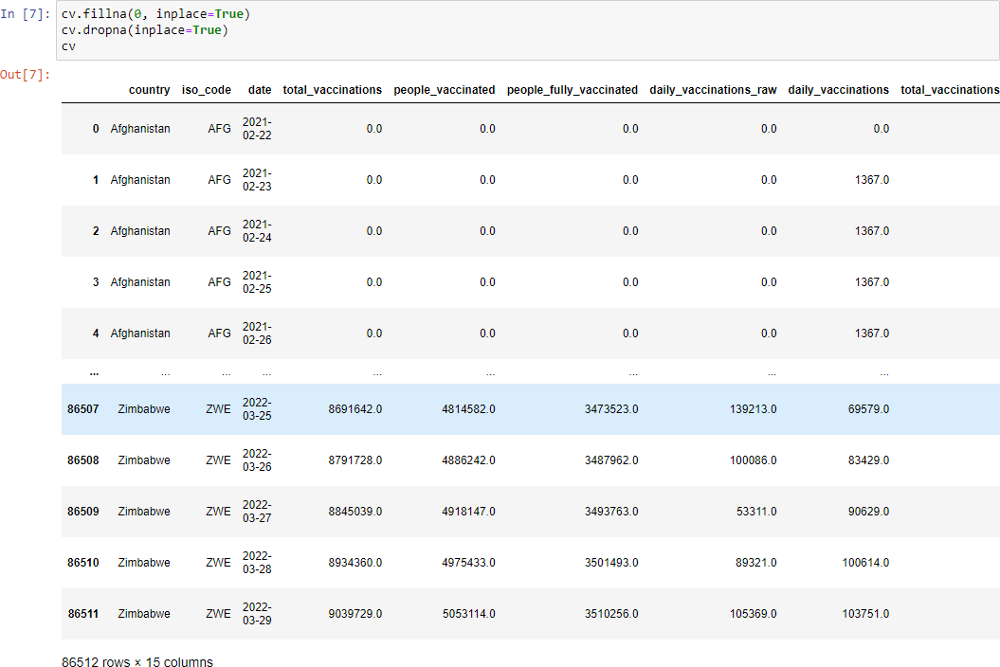 In [7]: cv.fillna(0, inplace=True)
cv.dropna(inplace=True)
cv
Out[7]:
country iso_code date total_vaccinations people_vaccinated people_fully_vaccinated daily_vaccinations_raw daily_vaccinations total_vaccinations
0 Afghanistan AFG 2021-02-22 0.0 0.0 0.0 0.0 0.0
1 Afghanistan AFG 2021-02-23 0.0 0.0 0.0 0.0 1367.0
2 Afghanistan AFG 2021-02-24 0.0 0.0 0.0 0.0 1367.0
3 Afghanistan AFG 2021-02-25 0.0 0.0 0.0 0.0 1367.0
4 Afghanistan AFG 2021-02-26 0.0 0.0 0.0 0.0 1367.0
... ... ... ... ... ... ... ... ...
86507 Zimbabwe ZWE 2022-03-25 8691642.0 4814582.0 3473523.0 139213.0 69579.0
86508 Zimbabwe ZWE 2022-03-26 8791728.0 4886242.0 3487962.0 100086.0 83429.0
86509 Zimbabwe ZWE 2022-03-27 8845039.0 4918147.0 3493763.0 53311.0 90629.0
86510 Zimbabwe ZWE 2022-03-28 8934360.0 4975433.0 3501493.0 89321.0 100614.0
86511 Zimbabwe ZWE 2022-03-29 9039729.0 5053114.0 3510256.0 105369.0 103751.0
86512 rows × 15 columns